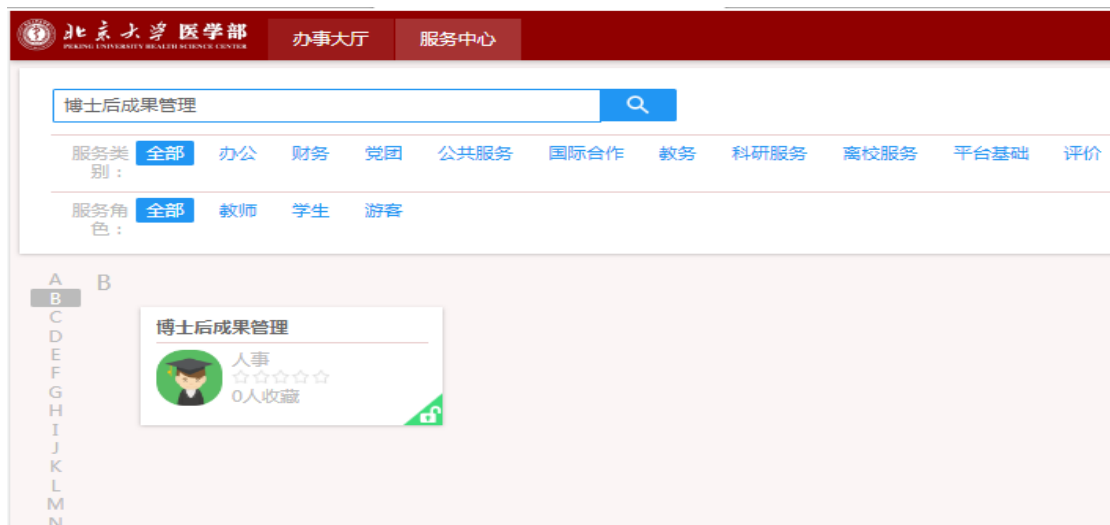 北京大学 医学部
PEKING UNIVERSITY HEALTH SCIENCE CENTER
办事大厅 服务中心
博士后成果管理
服务类别： 全部 办公 财务 党团 公共服务 国际合作 教务 科研服务 离校服务 平台基础 评价
服务角色： 全部 教师 学生 游客
A
B
C
D
E
F
G
H
I
J
K
L
M
N
B
博士后成果管理
人事
0人收藏